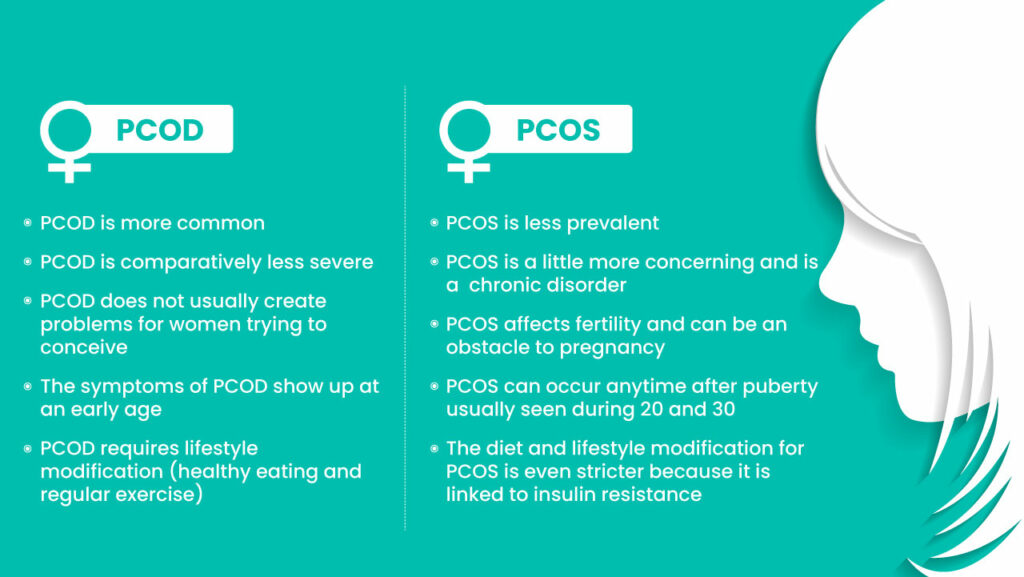 PCOD
PCOD is more common
PCOD is comparatively less severe
PCOD does not usually create
problems for women trying to
conceive
The symptoms of PCOD show up at
an early age
PCOD requires lifestyle
modification (healthy eating and
regular exercise)
PCOS
PCOS is less prevalent
PCOS is a little more concerning and is
a chronic disorder
PCOS affects fertility and can be an
obstacle to pregnancy
PCOS can occur anytime after puberty
usually seen during 20 and 30
The diet and lifestyle modification for
PCOS is even stricter because it is
linked to insulin resistance